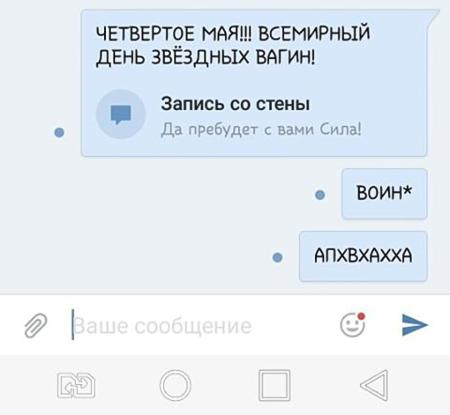 ЧЕТВЕРТОЕ МАЯ!!! ВСЕМИРНЫЙ
ДЕНЬ ЗВЁЗДНЫХ ВАГИН!
Запись со стены
Да пребудет с вами Сила!
ВОИН*
АПХВХАХХА
Ваше сообщение